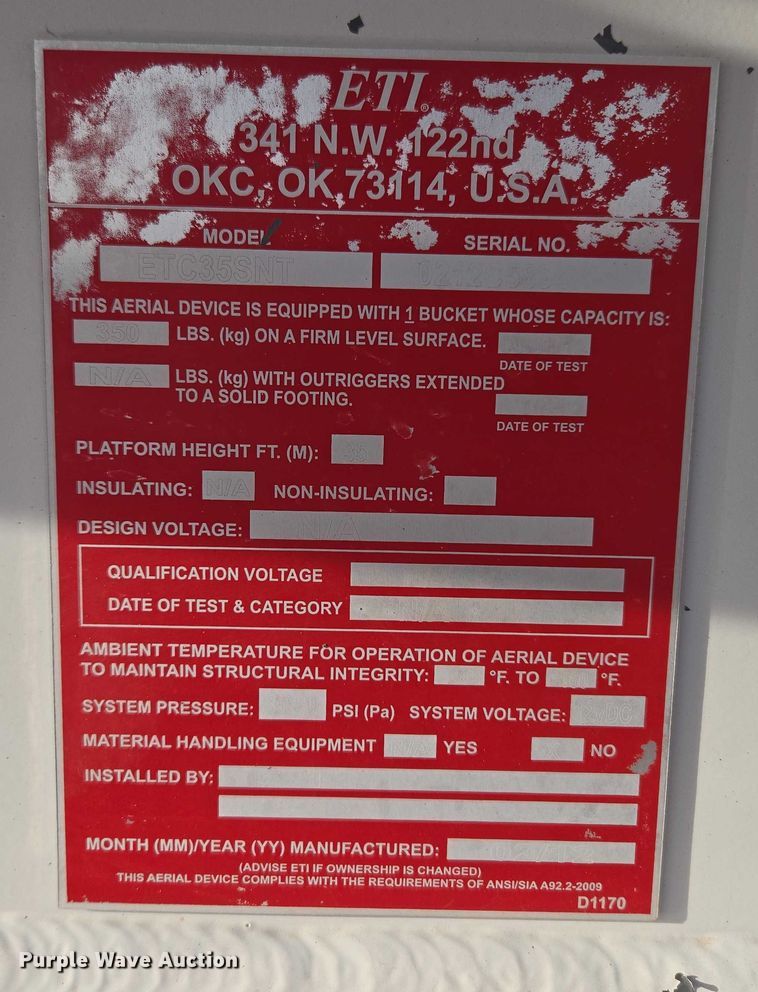 ETI®
341 N.W. 122nd
OKC, OK 73114, U.S.A.
MODEL SERIAL NO.
ETC35SNT
THIS AERIAL DEVICE IS EQUIPPED WITH 1 BUCKET WHOSE CAPACITY IS:
350 LBS. (kg) ON A FIRM LEVEL SURFACE.
DATE OF TEST
N/A LBS. (kg) WITH OUTRIGGERS EXTENDED
TO A SOLID FOOTING.
DATE OF TEST
PLATFORM HEIGHT FT. (M): 35
INSULATING: N/A NON-INSULATING:
DESIGN VOLTAGE: N/A
QUALIFICATION VOLTAGE
DATE OF TEST & CATEGORY N/A
AMBIENT TEMPERATURE FOR OPERATION OF AERIAL DEVICE
TO MAINTAIN STRUCTURAL INTEGRITY: °F. TO °F.
SYSTEM PRESSURE: PSI (Pa) SYSTEM VOLTAGE:
MATERIAL HANDLING EQUIPMENT N/A YES NO
INSTALLED BY:
MONTH (MM)/YEAR (YY) MANUFACTURED:
(ADVISE ETI IF OWNERSHIP IS CHANGED)
THIS AERIAL DEVICE COMPLIES WITH THE REQUIREMENTS OF ANSI/SIA A92.2-2009
D1170
Purple Wave Auction